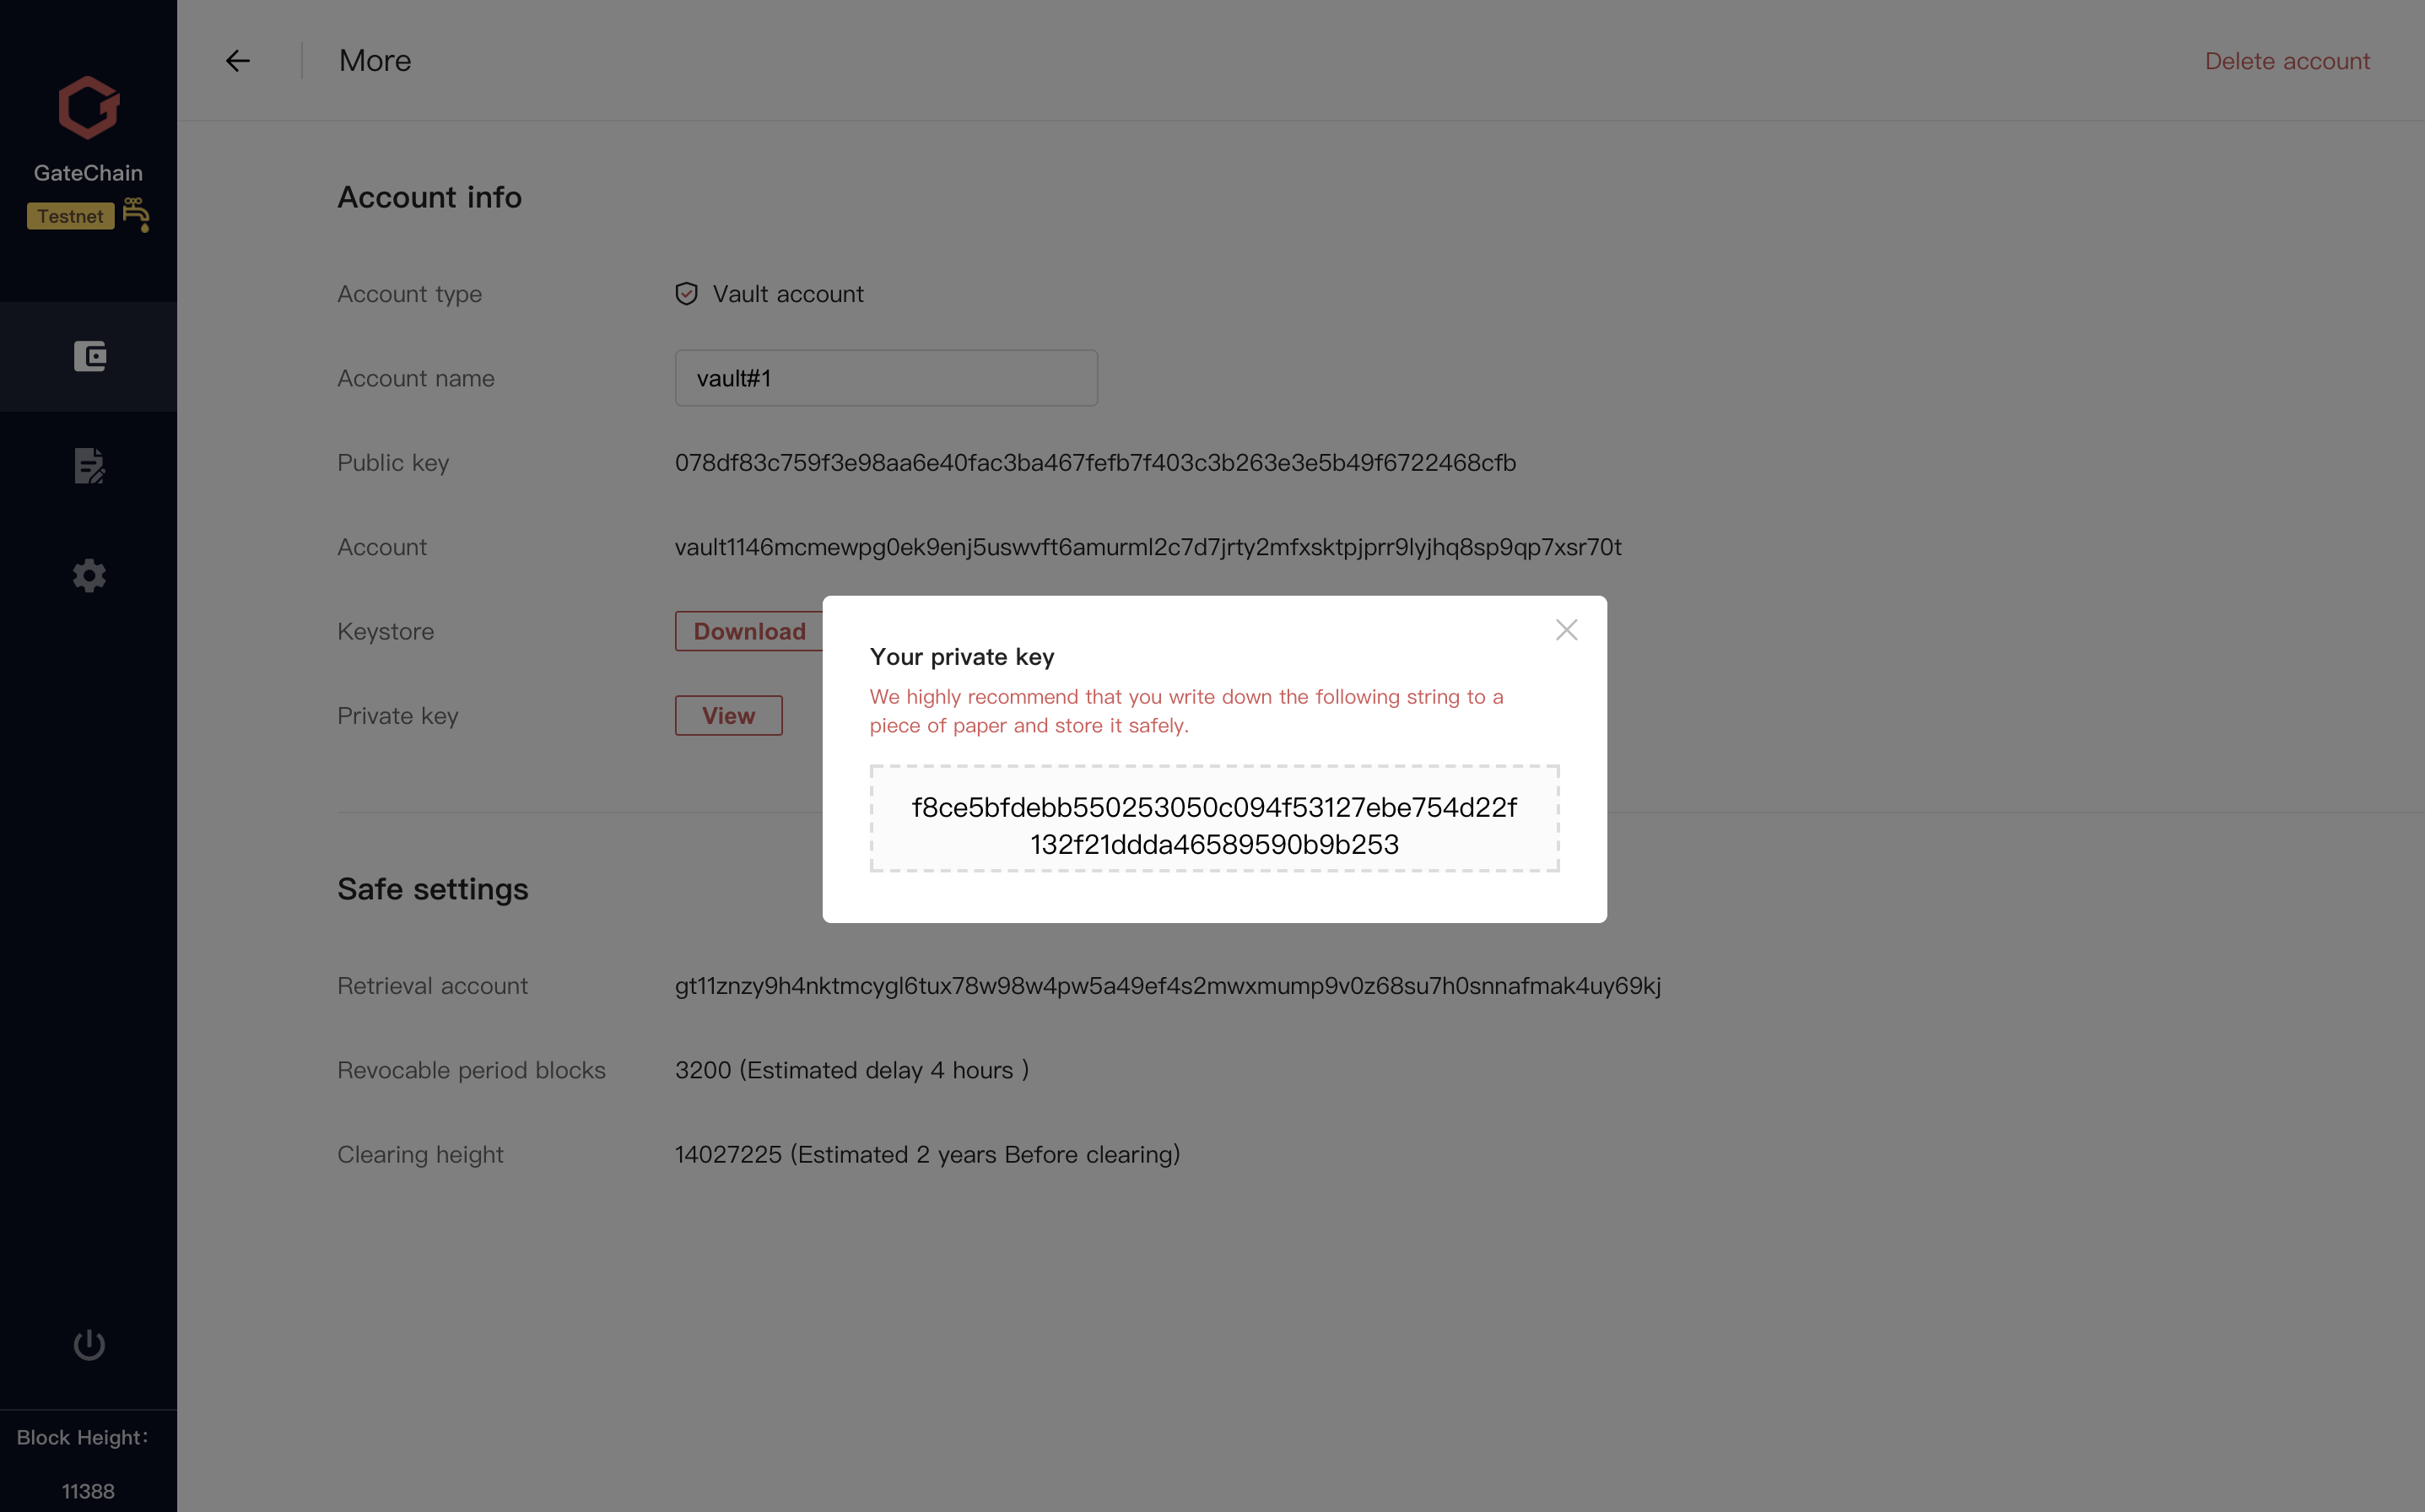 GateChain
Testnet
Block Height:
11388
More
Delete account
Account info
Account type
Vault account
Account name
vault#1
Public key
078df83c759f3e98aa6e40fac3ba467fefb7f403c3b263e3e5b49f6722468cfb
Account
vault1146mcmewpg0ek9enj5uswvft6amurml2c7d7jrty2mfxsktpjprr9lyjhq8sp9qp7xsr70t
Keystore
Download
Private key
View
Your private key
We highly recommend that you write down the following string to a
piece of paper and store it safely.
f8ce5bfdebb550253050c094f53127ebe754d22f
132f21ddda46589590b9b253
Safe settings
Retrieval account
gt11znzy9h4nktmcygl6tux78w98w4pw5a49ef4s2mwxmump9v0z68su7h0snnafmak4uy69kj
Revocable period blocks
3200 (Estimated delay 4 hours )
Clearing height
14027225 (Estimated 2 years Before clearing)